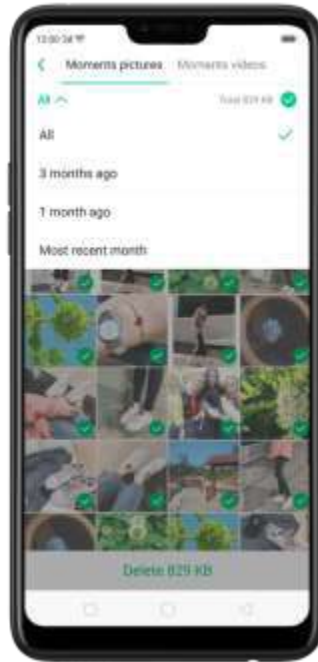 Moments pictures Moments videos
All Total 829 KB
All
3 months ago
1 month ago
Most recent month
Delete 829 KB